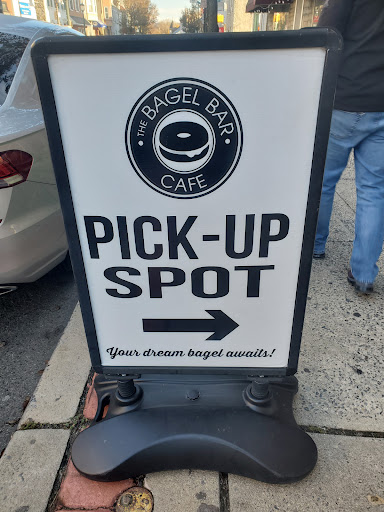 THE BAGEL BAR
CAFE
PICK-UP
SPOT
Your dream bagel awaits!